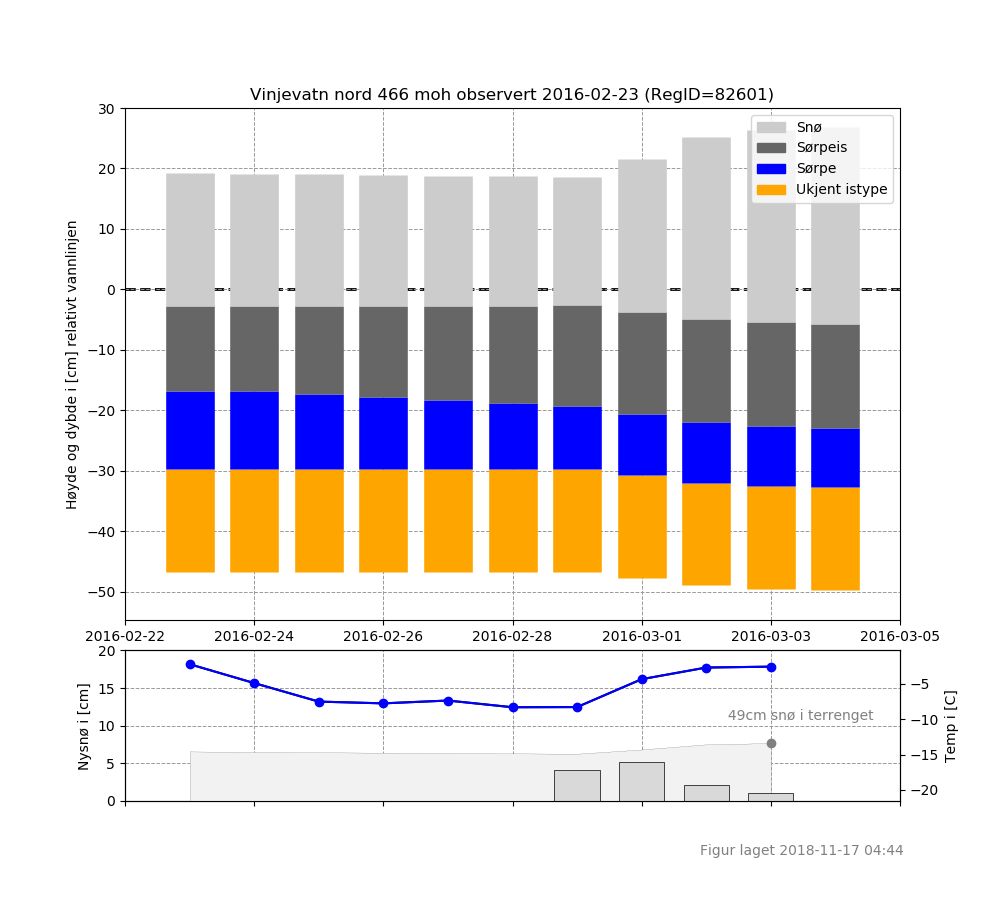 Vinjevatn nord 466 moh observert 2016-02-23 (RegID=82601)
Snø
Sørpeis
Sørpe
Ukjent istype
Høyde og dybde i [cm] relativt vannlinjen
30
20
10
0
−10
−20
−30
−40
−50
2016-02-22 2016-02-24 2016-02-26 2016-02-28 2016-03-01 2016-03-03 2016-03-05
Nysnø i [cm]
20
15
10
5
0
49cm snø i terrenget
−5
−10
−15
−20
Temp i [C]
Figur laget 2018-11-17 04:44